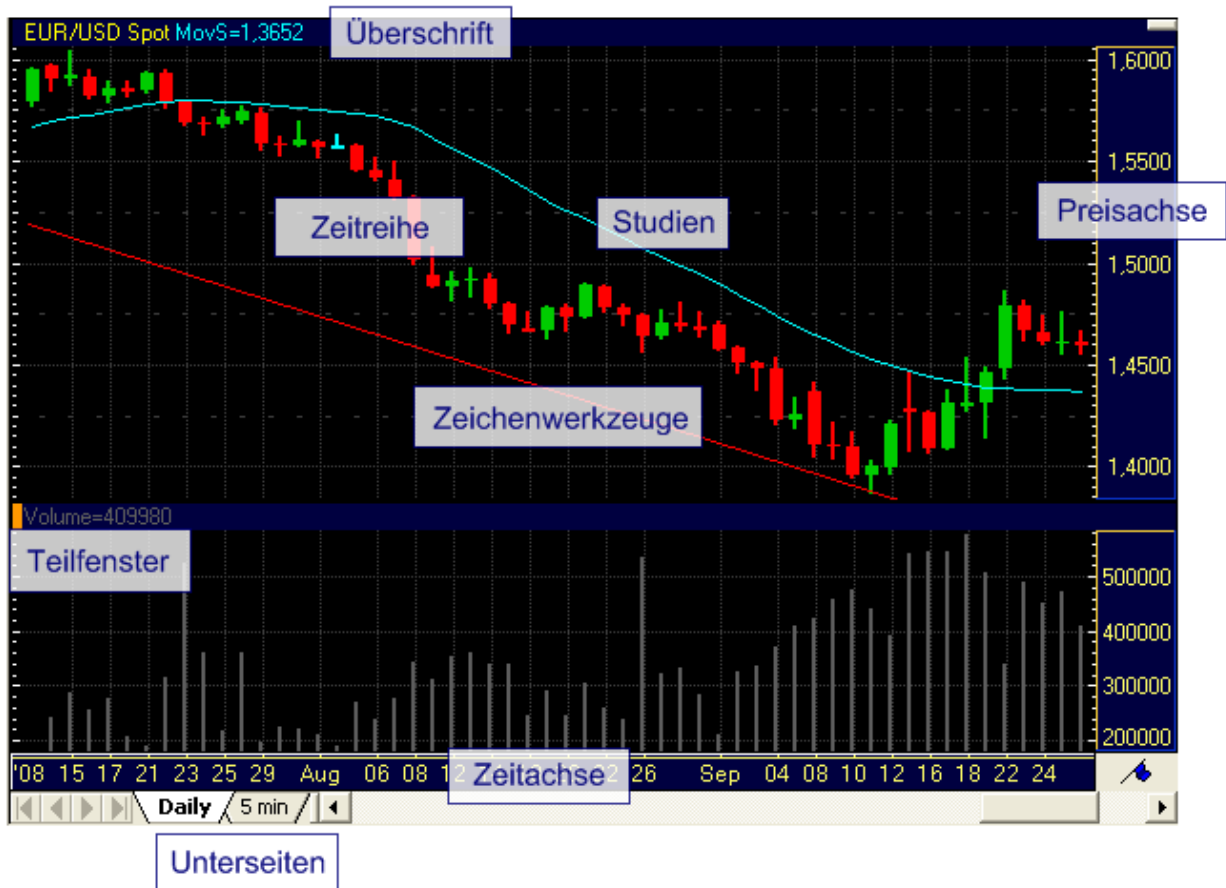 EUR/USD Spot MovS=1,3652
Überschrift
1,6000
1,5500
Preisachse
Zeitreihe
Studien
1,5000
1,4500
Zeichenwerkzeuge
1,4000
Volume=409980
Teilfenster
500000
400000
300000
200000
'08 15 17 21 23 25 29 Aug 06 08 12 26 Sep 04 08 10 12 16 18 22 24
Zeitachse
Daily 5 min
Unterseiten